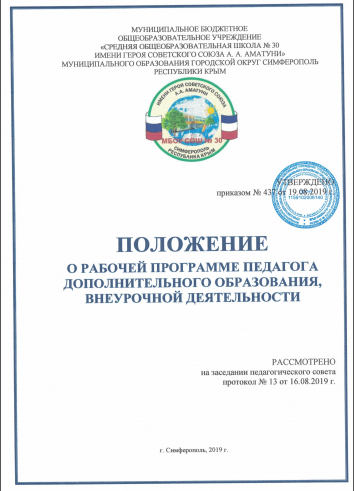 МУНИЦИПАЛЬНОЕ БЮДЖЕТНОЕ
ОБЩЕОБРАЗОВАТЕЛЬНОЕ УЧРЕЖДЕНИЕ
«СРЕДНЯЯ ОБЩЕОБРАЗОВАТЕЛЬНАЯ ШКОЛА № 30
ИМЕНИ ГЕРОЯ СОВЕТСКОГО СОЮЗА А. А. АМАТУНИ»
МУНИЦИПАЛЬНОГО ОБРАЗОВАНИЯ ГОРОДСКОЙ ОКРУГ СИМФЕРОПОЛЬ
РЕСПУБЛИКИ КРЫМ
ИМЕНИ ГЕРОЯ СОВЕТСКОГО СОЮЗА
А.А. АМАТУНИ
МБОУ СОШ № 30
СИМФЕРОПОЛЬ
РЕСПУБЛИКА КРЫМ
УТВЕРЖДЕНО
приказом № 437 от 19.08.2019 г.
ПОЛОЖЕНИЕ
О РАБОЧЕЙ ПРОГРАММЕ ПЕДАГОГА
ДОПОЛНИТЕЛЬНОГО ОБРАЗОВАНИЯ,
ВНЕУРОЧНОЙ ДЕЯТЕЛЬНОСТИ
РАССМОТРЕНО
на заседании педагогического совета
протокол № 13 от 16.08.2019 г.
г. Симферополь, 2019 г.